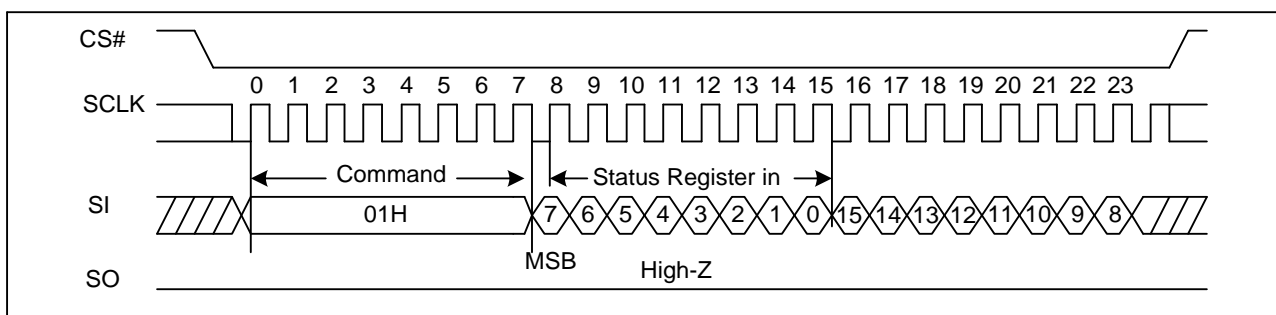 CS#
0 1 2 3 4 5 6 7 8 9 10 11 12 13 14 15 16 17 18 19 20 21 22 23
SCLK
Command Status Register in
SI 01H 7 6 5 4 3 2 1 0 15 14 13 12 11 10 9 8
MSB High-Z
SO